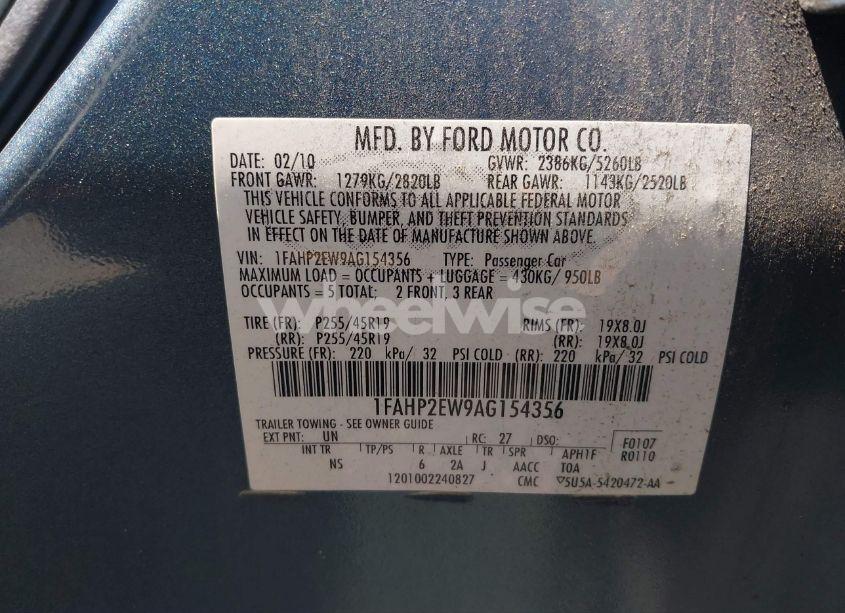 MFD. BY FORD MOTOR CO.
DATE: 02/10 GVWR: 2386KG/5260LB
FRONT GAWR: 1279KG/2820LB REAR GAWR: 1143KG/2520LB
THIS VEHICLE CONFORMS TO ALL APPLICABLE FEDERAL MOTOR
VEHICLE SAFETY, BUMPER, AND THEFT PREVENTION STANDARDS
IN EFFECT ON THE DATE OF MANUFACTURE SHOWN ABOVE.
VIN: 1FAHP2EW9AG154356 TYPE: Passenger Car
MAXIMUM LOAD = OCCUPANTS + LUGGAGE = 430KG/ 950LB
OCCUPANTS = 5 TOTAL; 2 FRONT, 3 REAR
wheelwise
TIRE (FR): P255/45R19 RIMS (FR): 19X8.0J
(RR): P255/45R19 (RR): 19X8.0J
PRESSURE (FR): 220 kPa/ 32 PSI COLD - (RR): 220 kPa/ 32 PSI COLD
1FAHP2EW9AG154356
TRAILER TOWING - SEE OWNER GUIDE
EXT PNT: UN RC: 27 DSO: F0107
INT TR TP/PS R AXLE TR SPR APH1F R0110
NS 6 2A J AACC TOA
1201002240827 CMC ▽5U5A-5420472-AA